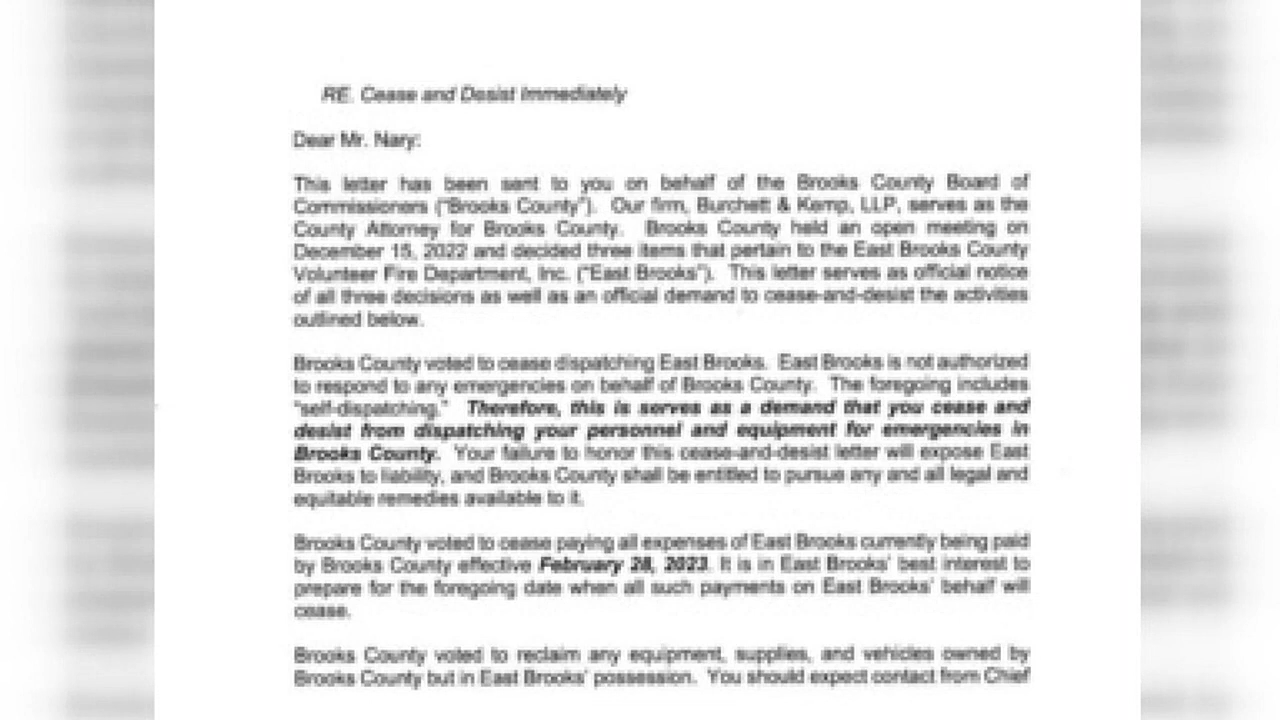 RE. Cease and Desist Immediately
Dear Mr. Nary:
This letter has been sent to you on behalf of the Brooks County Board of
Commissioners ("Brooks County"). Our firm, Burchett & Kemp, LLP, serves as the
County Attorney for Brooks County. Brooks County held an open meeting on
December 15, 2022 and decided three items that pertain to the East Brooks County
Volunteer Fire Department, Inc. ("East Brooks"). This letter serves as official notice
of all three decisions as well as an official demand to cease-and-desist the activities
outlined below.
Brooks County voted to cease dispatching East Brooks. East Brooks is not authorized
to respond to any emergencies on behalf of Brooks County. The foregoing includes
"self-dispatching." Therefore, this is serves as a demand that you cease and
desist from dispatching your personnel and equipment for emergencies in
Brooks County. Your failure to honor this cease-and-desist letter will expose East
Brooks to liability, and Brooks County shall be entitled to pursue any and all legal and
equitable remedies available to it.
Brooks County voted to cease paying all expenses of East Brooks currently being paid
by Brooks County effective February 28, 2023. It is in East Brooks' best interest to
prepare for the foregoing date when all such payments on East Brooks' behalf will
cease.
Brooks County voted to reclaim any equipment, supplies, and vehicles owned by
Brooks County but in East Brooks' possession. You should expect contact from Chief